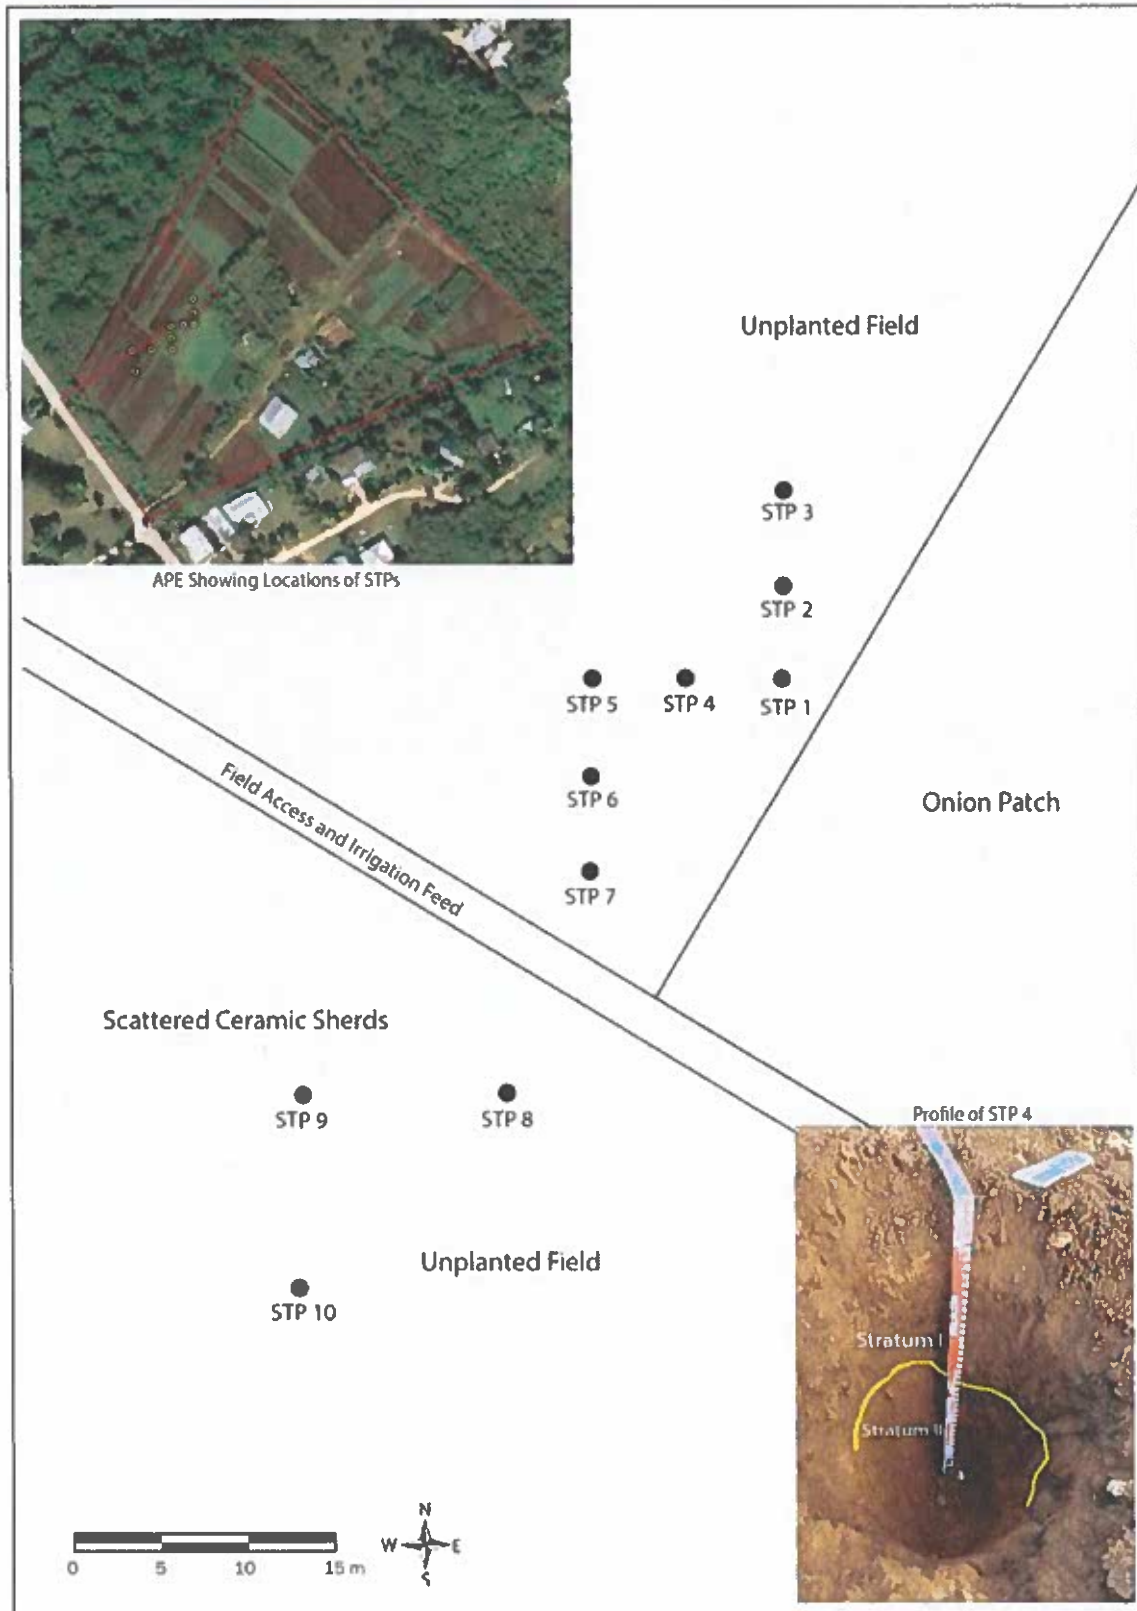 APE Showing Locations of STPs
Unplanted Field
STP 3
STP 2
STP 5
STP 4
STP 1
STP 6
Onion Patch
Field Access and Irrigation Feed
STP 7
Scattered Ceramic Sherds
STP 9
STP 8
Profile of STP 4
Unplanted Field
STP 10
Stratum I
Stratum II
N
W E
S
0 5 10 15 m